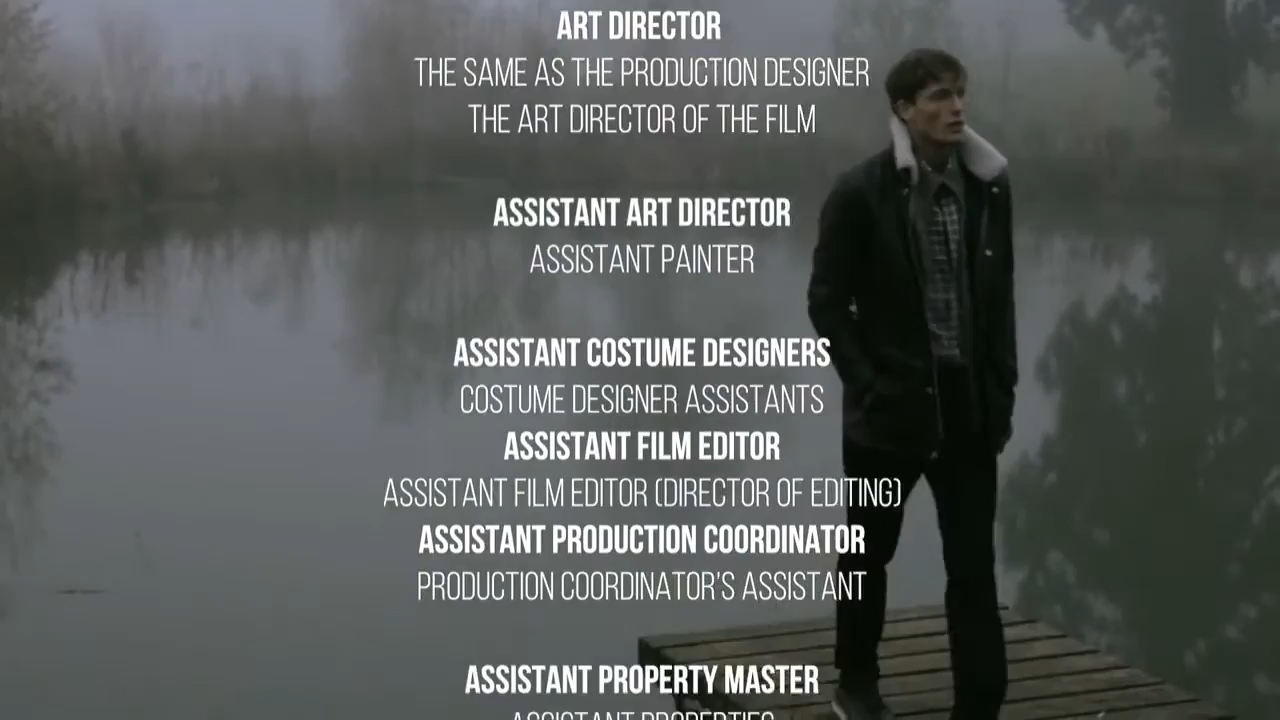 ART DIRECTOR
THE SAME AS THE PRODUCTION DESIGNER
THE ART DIRECTOR OF THE FILM
ASSISTANT ART DIRECTOR
ASSISTANT PAINTER
ASSISTANT COSTUME DESIGNERS
COSTUME DESIGNER ASSISTANTS
ASSISTANT FILM EDITOR
ASSISTANT FILM EDITOR (DIRECTOR OF EDITING)
ASSISTANT PRODUCTION COORDINATOR
PRODUCTION COORDINATOR'S ASSISTANT
ASSISTANT PROPERTY MASTER
ASSISTANT PROPERTIES